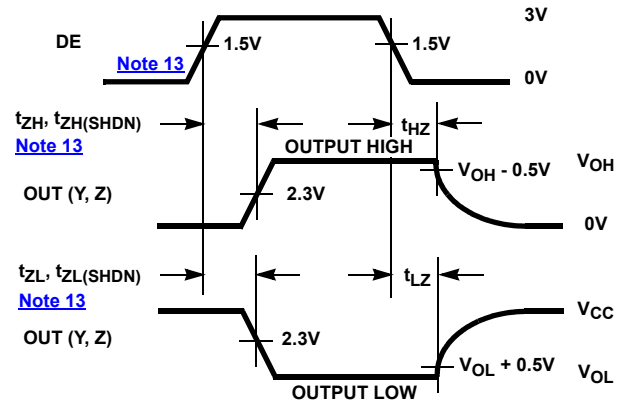 3V
DE
1.5V
1.5V
Note 13
0V
tZH, tZH(SHDN)
Note 13
tHZ
OUTPUT HIGH
VOH - 0.5V
VOH
OUT (Y, Z)
2.3V
0V
tZL, tZL(SHDN)
Note 13
tLZ
VCC
OUT (Y, Z)
2.3V
VOL + 0.5V
VOL
OUTPUT LOW